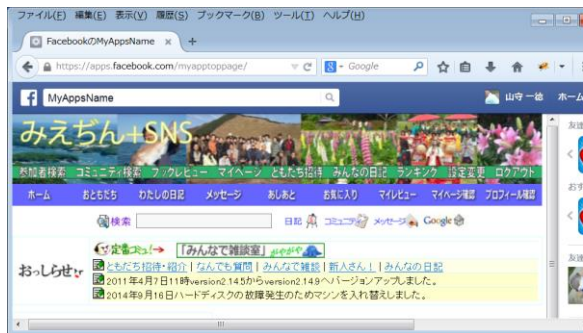 ファイル(F) 編集(E) 表示(V) 履歴(S) ブックマーク(B) ツール(T) ヘルプ(H)
FacebookのMyAppsName
https://apps.facebook.com/myapptoppage/ Google
MyAppsName 山守 一徳 ホーム
みえぢん+SNS
参加者検索 コミュニティ検索 ブックレビュー マイページ ともだち招待 みんなの日記 ランキング 設定変更 ログアウト
ホーム おともだち わたしの日記 メッセージ あしあと お気に入り マイレビュー マイページ確認 プロフィール確認
検索 日記 コミュニティ メッセージ Google
定番コミュ!→ 「みんなで雑談室」
おっしらせ ともだち招待・紹介 | なんでも質問 | みんなで雑談 | 新人さん! | みんなの日記
2011年4月7日11時version2.14.5からversion2.14.9へバージョンアップしました。
2014年9月16日ハードディスクの故障発生のためマシンを入れ替えしました。